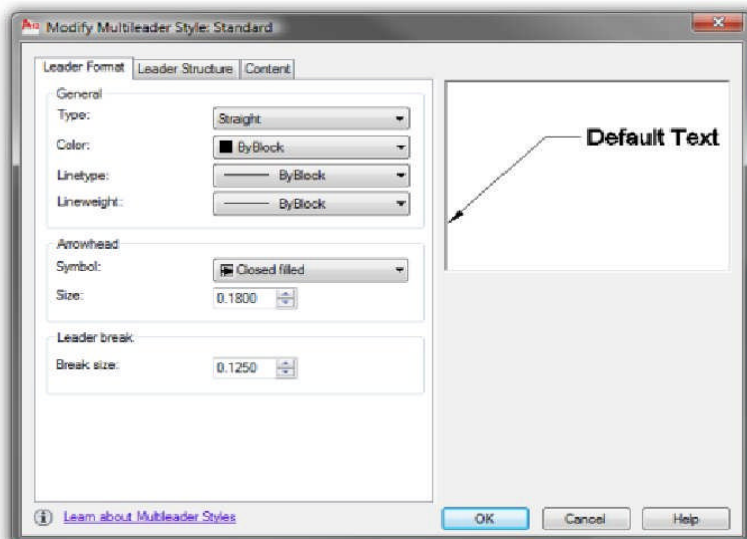 Modify Multileader Style: Standard
Leader Format Leader Structure Content
General
Type: Straight
Color: ByBlock
Linetype: ByBlock
Lineweight: ByBlock
Arrowhead
Symbol: Closed filled
Size: 0.1800
Leader break
Break size: 0.1250
Default Text
Learn about Multileader Styles
OK Cancel Help